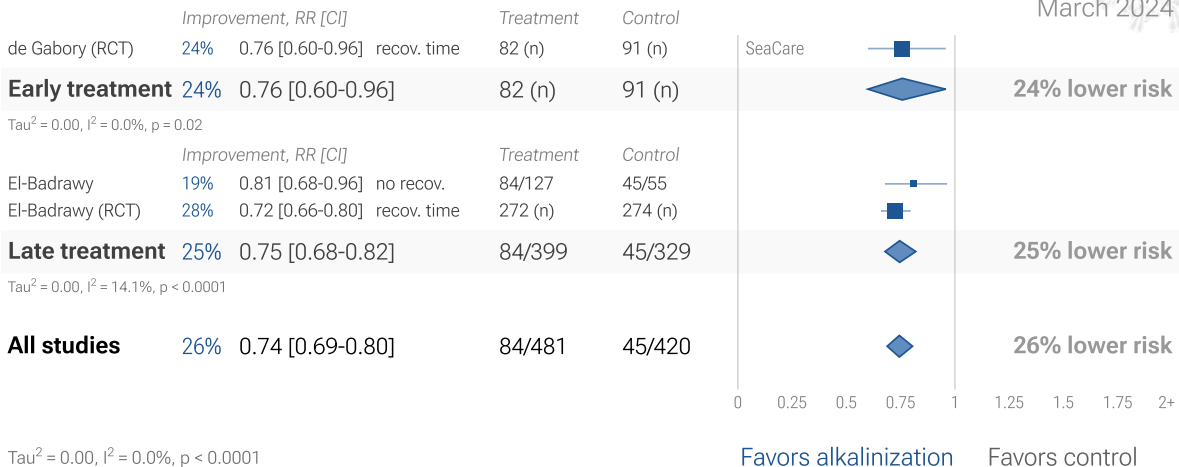 March 2024
Improvement, RR [CI] Treatment Control
de Gabory (RCT) 24% 0.76 [0.60-0.96] recov. time 82 (n) 91 (n) SeaCare
Early treatment 24% 0.76 [0.60-0.96] 82 (n) 91 (n) 24% lower risk
Tau² = 0.00, I² = 0.0%, p = 0.02
Improvement, RR [CI] Treatment Control
El-Badrawy 19% 0.81 [0.68-0.96] no recov. 84/127 45/55
El-Badrawy (RCT) 28% 0.72 [0.66-0.80] recov. time 272 (n) 274 (n)
Late treatment 25% 0.75 [0.68-0.82] 84/399 45/329 25% lower risk
Tau² = 0.00, I² = 14.1%, p < 0.0001
All studies 26% 0.74 [0.69-0.80] 84/481 45/420 26% lower risk
0 0.25 0.5 0.75 1 1.25 1.5 1.75 2+
Tau² = 0.00, I² = 0.0%, p < 0.0001 Favors alkalinization Favors control